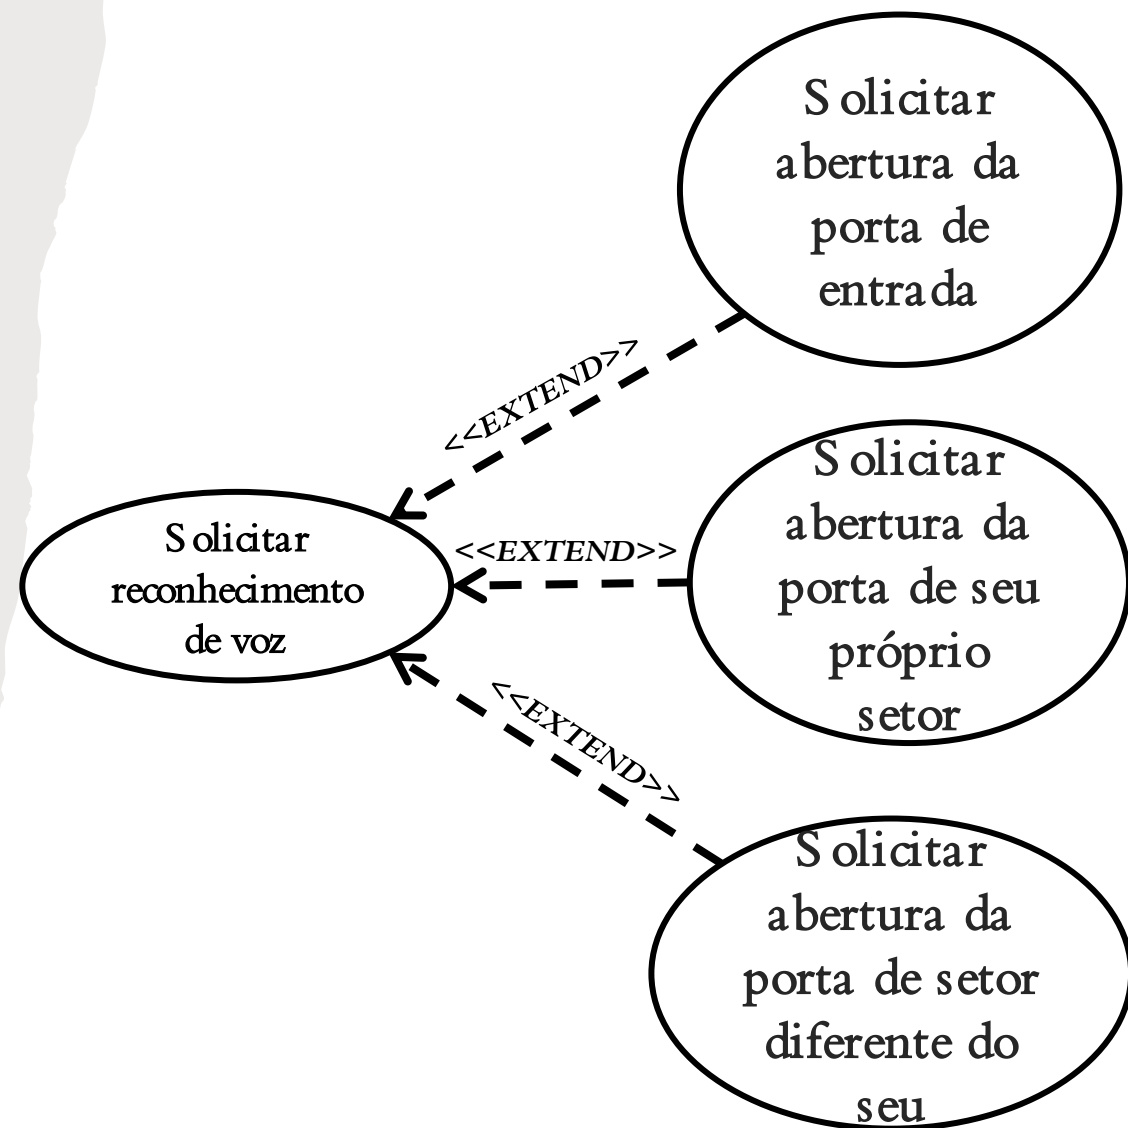 Solicitar
abertura da
porta de
entrada
<<EXTEND>>
Solicitar
abertura da
porta de seu
próprio
setor
<<EXTEND>>
Solicitar
reconhecimento
de voz
<<EXTEND>>
Solicitar
abertura da
porta de setor
diferente do
seu